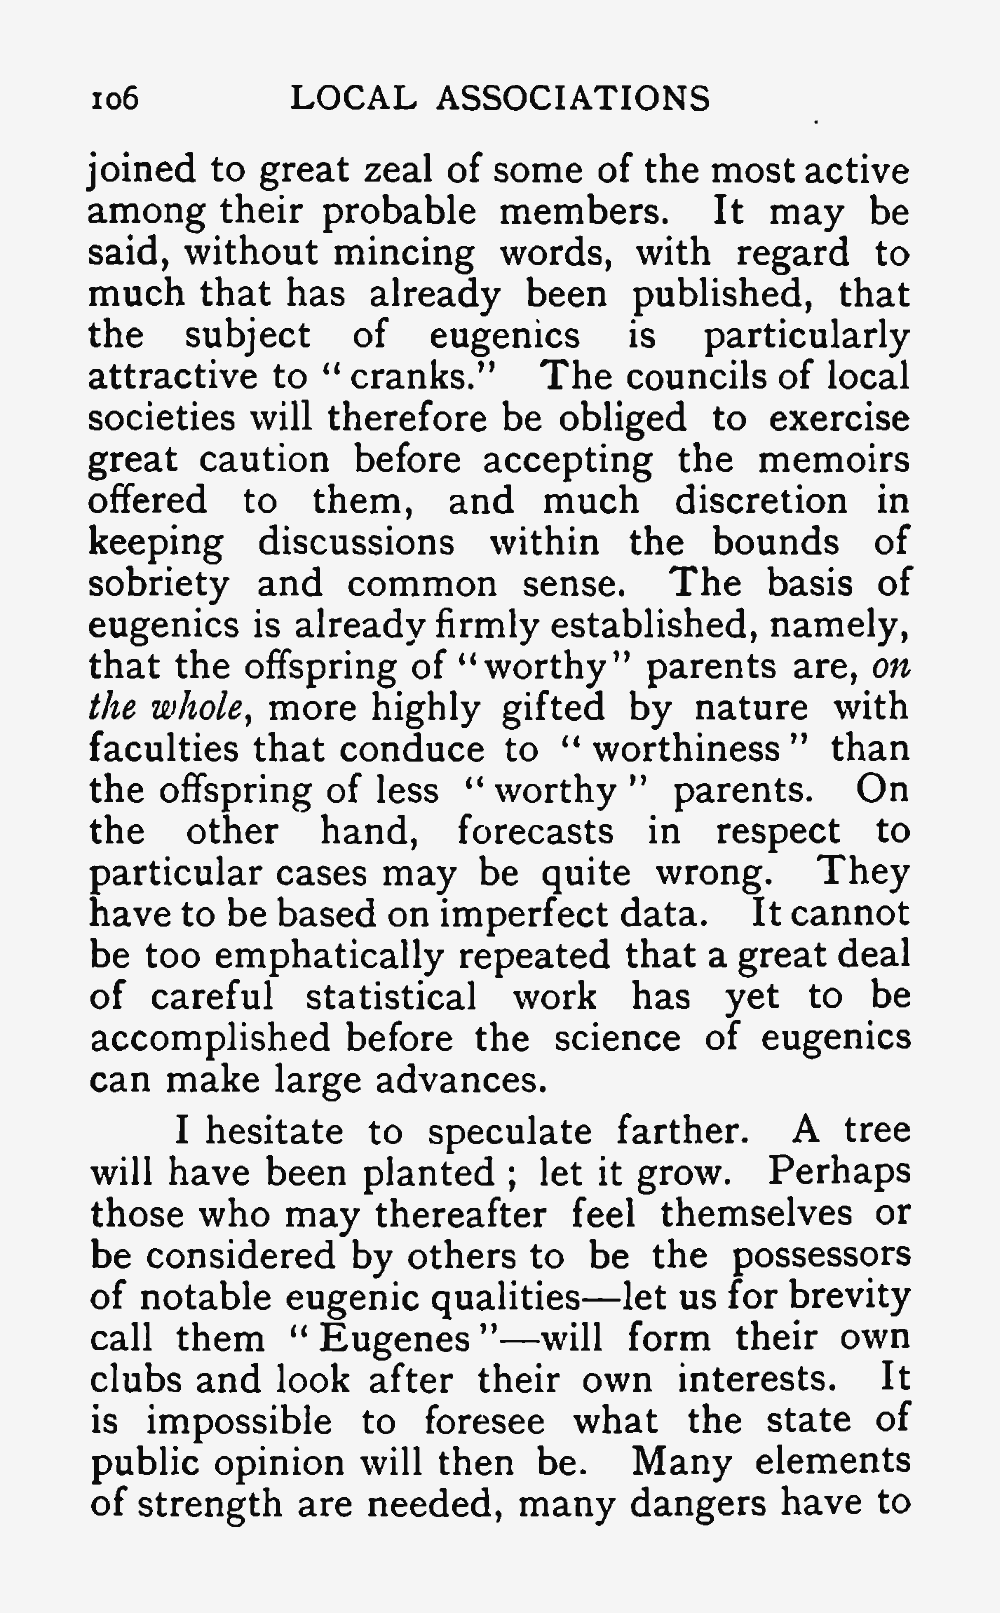 106 LOCAL ASSOCIATIONS
joined to great zeal of some of the most active
among their probable members. It may be
said, without mincing words, with regard to
much that has already been published, that
the subject of eugenics is particularly
attractive to “cranks.” The councils of local
societies will therefore be obliged to exercise
great caution before accepting the memoirs
offered to them, and much discretion in
keeping discussions within the bounds of
sobriety and common sense. The basis of
eugenics is already firmly established, namely,
that the offspring of “worthy” parents are, on
the whole, more highly gifted by nature with
faculties that conduce to “worthiness” than
the offspring of less “worthy” parents. On
the other hand, forecasts in respect to
particular cases may be quite wrong. They
have to be based on imperfect data. It cannot
be too emphatically repeated that a great deal
of careful statistical work has yet to be
accomplished before the science of eugenics
can make large advances.
I hesitate to speculate farther. A tree
will have been planted ; let it grow. Perhaps
those who may thereafter feel themselves or
be considered by others to be the possessors
of notable eugenic qualities—let us for brevity
call them “Eugenes”—will form their own
clubs and look after their own interests. It
is impossible to foresee what the state of
public opinion will then be. Many elements
of strength are needed, many dangers have to